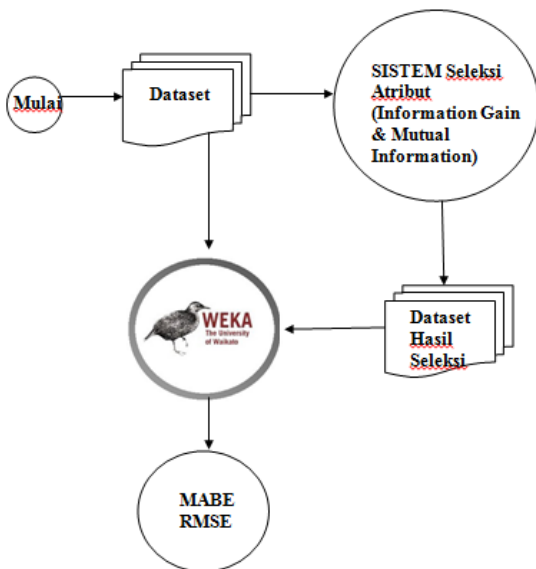 Mulai
Dataset
SISTEM Seleksi
Atribut
(Information Gain
& Mutual
Information)
WEKA
The University
of Waikato
Dataset
Hasil
Seleksi
MABE
RMSE